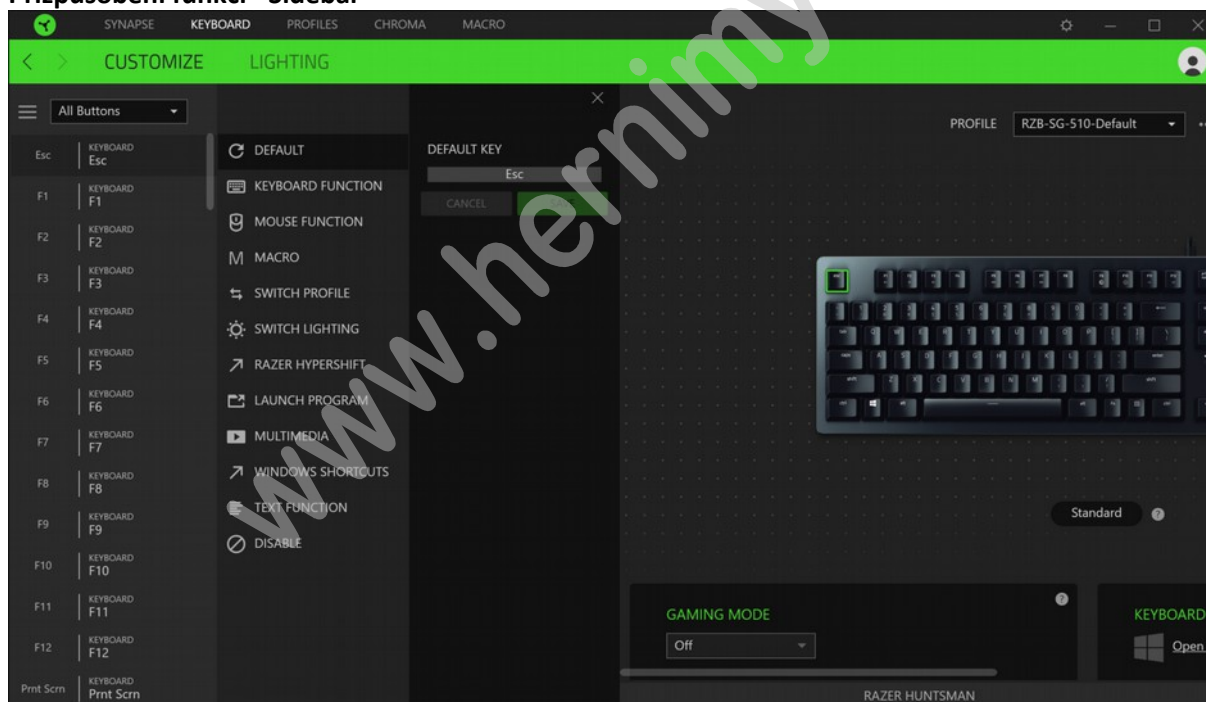 SYNAPSE KEYBOARD PROFILES CHROMA MACRO
CUSTOMIZE LIGHTING
All Buttons
PROFILE RZB-SG-510-Default
Esc KEYBOARD Esc
F1 KEYBOARD F1
F2 KEYBOARD F2
F3 KEYBOARD F3
F4 KEYBOARD F4
F5 KEYBOARD F5
F6 KEYBOARD F6
F7 KEYBOARD F7
F8 KEYBOARD F8
F9 KEYBOARD F9
F10 KEYBOARD F10
F11 KEYBOARD F11
F12 KEYBOARD F12
Prnt Scrn KEYBOARD Prnt Scrn
DEFAULT
KEYBOARD FUNCTION
MOUSE FUNCTION
MACRO
SWITCH PROFILE
SWITCH LIGHTING
RAZER HYPERSHIFT
LAUNCH PROGRAM
MULTIMEDIA
WINDOWS SHORTCUTS
TEXT FUNCTION
DISABLE
DEFAULT KEY
Esc
CANCEL
Standard
GAMING MODE
Off
KEYBOARD
Open
RAZER HUNTSMAN
www.hernimy